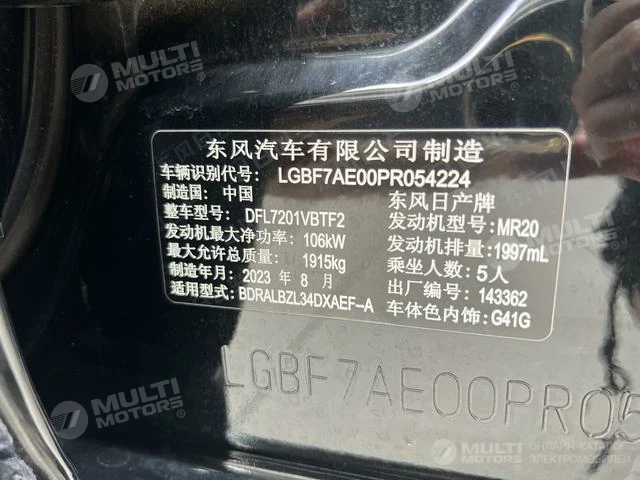 MULTI
MOTORS
MULTI
MOTORS
东风汽车有限公司制造
车辆识别代号: LGBF7AE00PR054224
制造国: 中国 东风日产牌
整车型号: DFL7201VBTF2 发动机型号: MR20
发动机最大净功率: 106kW 发动机排量: 1997mL
最大允许总质量: 1915kg 乘坐人数: 5人
制造年月: 2023 年 8 月 出厂编号: 143362
适用型式: BDRALBZL34DXAEF-A 车体色内饰: G41G
LGBF7AE00PR05
MULTI
MOTORS
MULTI
MOTORS
ОНЛАЙН-КАТАЛОГ
ЭЛЕКТРОМОБИЛЕЙ